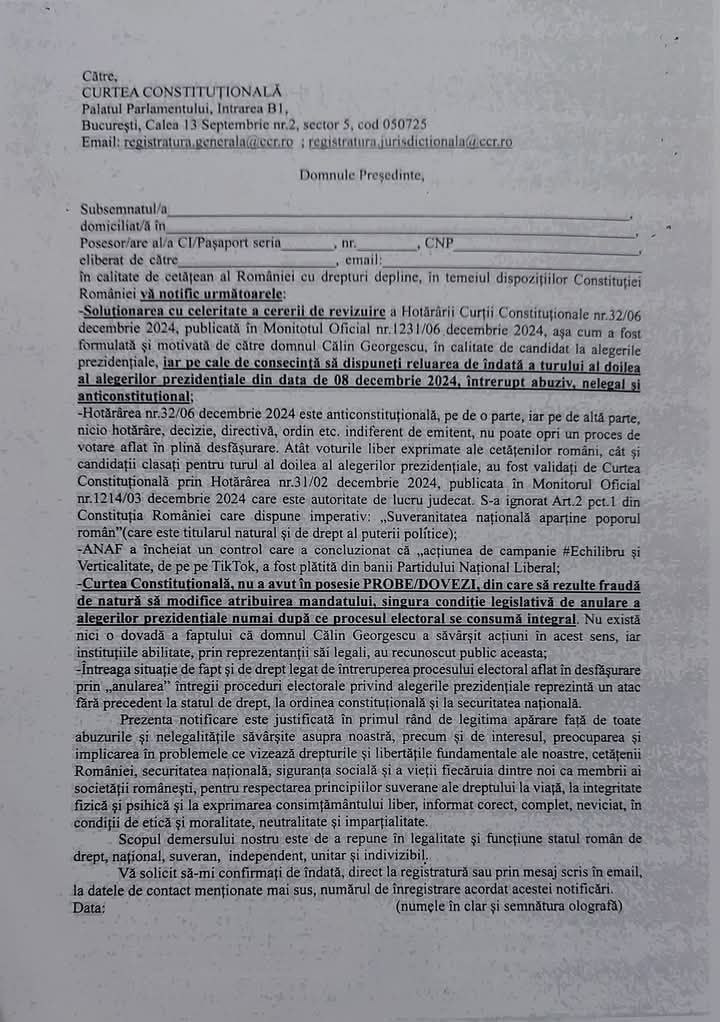 Către,
CURTEA CONSTITUȚIONALĂ
Palatul Parlamentului, Intrarea B1,
București, Calea 13 Septembrie nr.2, sector 5, cod 050725
Email: registratura.generala@ccr.ro ; registratura.jurisdictionala@ccr.ro
Domnule Președinte,
Subsemnatul/a____________________,
domiciliat/ă în____________________,
Posesor/are al/a CI/Pașaport seria_______, nr.________, CNP____________________,
eliberat de către____________________, email:____________________,
în calitate de cetățean al României cu drepturi depline, în temeiul dispozițiilor Constituției
României vă notific următoarele:
-Soluționarea cu celeritate a cererii de revizuire a Hotărârii Curții Constituționale nr.32/06
decembrie 2024, publicată în Monitotul Oficial nr.1231/06 decembrie 2024, așa cum a fost
formulată și motivată de către domnul Călin Georgescu, în calitate de candidat la alegerile
prezidențiale, iar pe cale de consecință să dispuneți reluarea de îndată a turului al doilea
al alegerilor prezidențiale din data de 08 decembrie 2024, întrerupt abuziv, nelegal și
anticonstituțional;
-Hotărârea nr.32/06 decembrie 2024 este anticonstituțională, pe de o parte, iar pe de altă parte,
nicio hotărâre, decizie, directivă, ordin etc. indiferent de emitent, nu poate opri un proces de
votare aflat în plină desfășurare. Atât voturile liber exprimate ale cetățenilor români, cât și
candidații clasați pentru turul al doilea al alegerilor prezidențiale, au fost validați de Curtea
Constituțională prin Hotărârea nr.31/02 decembrie 2024, publicata în Monitorul Oficial
nr.1214/03 decembrie 2024 care este autoritate de lucru judecat. S-a ignorat Art.2 pct.1 din
Constituția României care dispune imperativ: „Suveranitatea națională aparține poporul
român”(care este titularul natural și de drept al puterii politice);
-ANAF a încheiat un control care a concluzionat că „acțiunea de campanie #Echilibru și
Verticalitate, de pe pe TikTok, a fost plătită din banii Partidului Național Liberal;
-Curtea Constituțională, nu a avut în posesie PROBE/DOVEZI, din care să rezulte fraudă
de natură să modifice atribuirea mandatului, singura condiție legislativă de anulare a
alegerilor prezidențiale numai după ce procesul electoral se consumă integral. Nu există
nici o dovadă a faptului că domnul Călin Georgescu a săvârșit acțiuni în acest sens, iar
instituțiile abilitate, prin reprezentanții săi legali, au recunoscut public aceasta;
-Întreaga situație de fapt și de drept legat de întreruperea procesului electoral aflat în desfășurare
prin „anularea” întregii proceduri electorale privind alegerile prezidențiale reprezintă un atac
fără precedent la statul de drept, la ordinea constituțională și la securitatea națională.
Prezenta notificare este justificată în primul rând de legitima apărare față de toate
abuzurile și nelegalitățile săvârșite asupra noastră, precum și de interesul, preocuparea și
implicarea în problemele ce vizează drepturile și libertățile fundamentale ale noastre, cetățenii
României, securitatea națională, siguranța socială și a vieții fiecăruia dintre noi ca membrii ai
societății românești, pentru respectarea principiilor suverane ale dreptului la viață, la integritate
fizică și psihică și la exprimarea consimțământului liber, informat corect, complet, neviciat, în
condiții de etică și moralitate, neutralitate și imparțialitate.
Scopul demersului nostru este de a repune în legalitate și funcțiune statul român de
drept, național, suveran, independent, unitar și indivizibil.
Vă solicit să-mi confirmați de îndată, direct la registratură sau prin mesaj scris în email,
la datele de contact menționate mai sus, numărul de înregistrare acordat acestei notificări.
Data: (numele în clar și semnătura olografă)